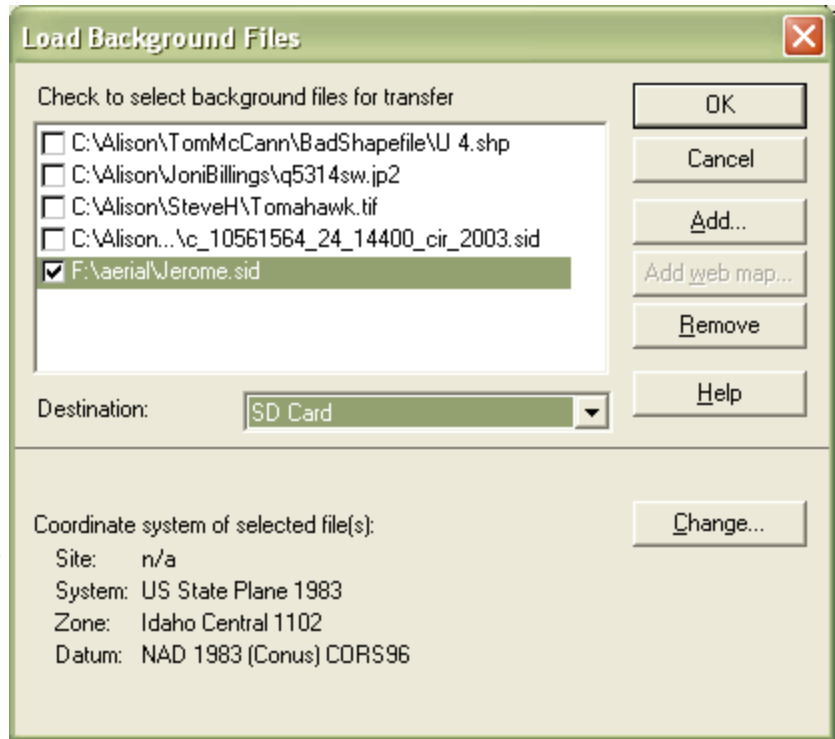 Load Background Files
Check to select background files for transfer
C:\Alison\TomMcCann\BadShapefile\U 4.shp
C:\Alison\JoniBillings\q5314sw.jp2
C:\Alison\SteveH\Tomahawk.tif
C:\Alison...\c_10561564_24_14400_cir_2003.sid
F:\aerial\Jerome.sid
OK
Cancel
Add...
Add web map...
Remove
Help
Destination: SD Card
Coordinate system of selected file(s):
Change...
Site: n/a
System: US State Plane 1983
Zone: Idaho Central 1102
Datum: NAD 1983 (Conus) CORS96